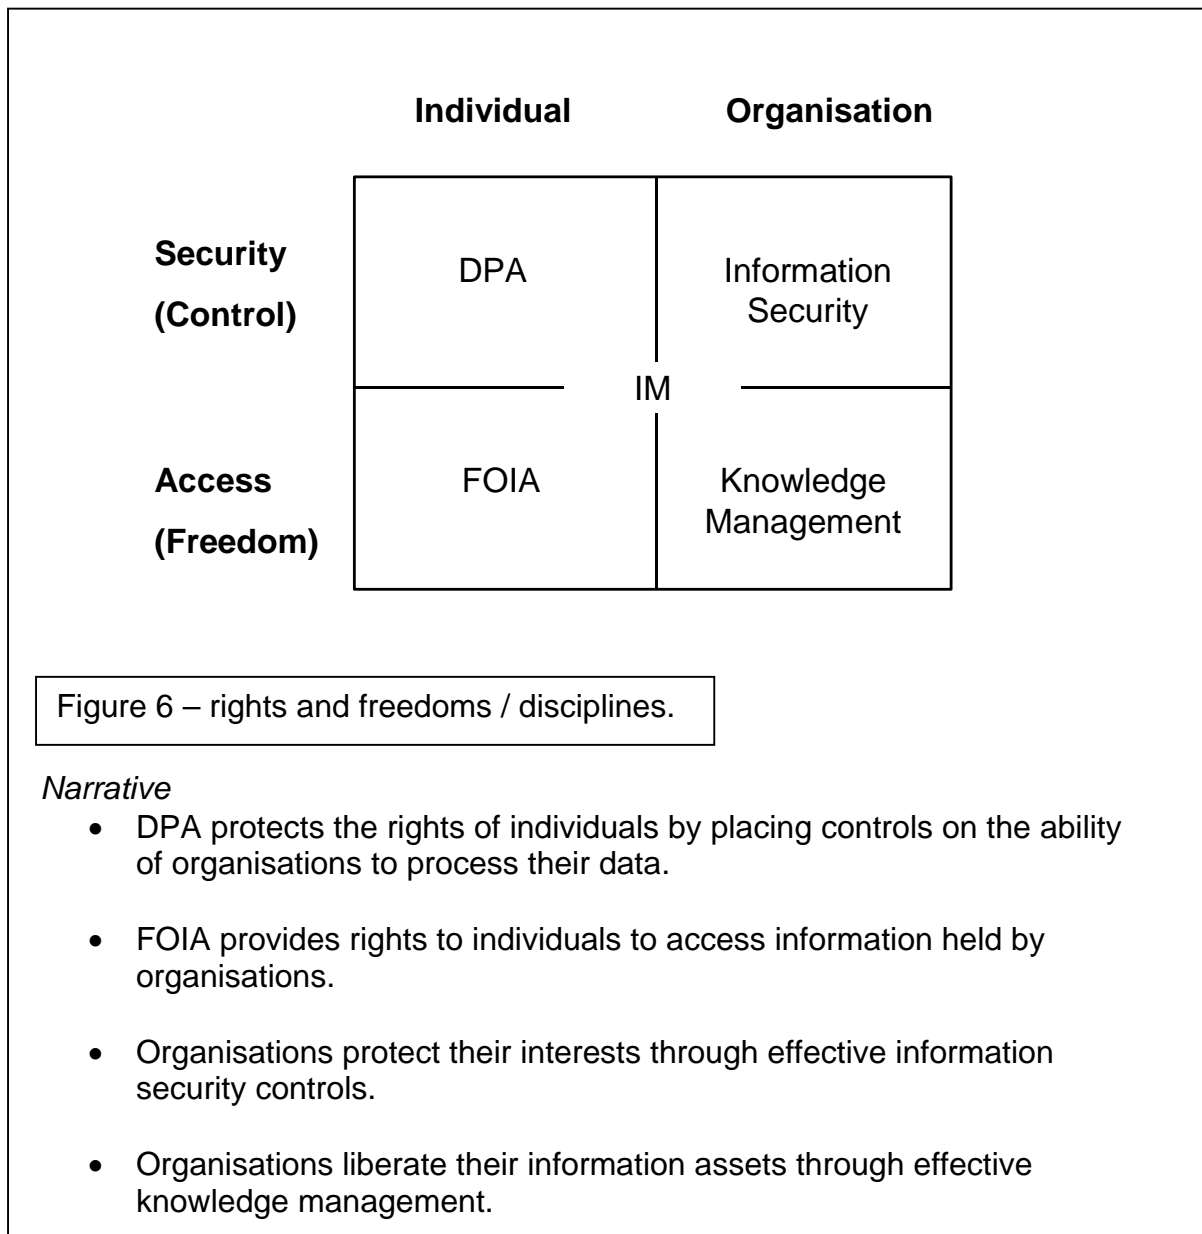 Individual Organisation
Security
(Control)
DPA
Information
Security
IM
Access
(Freedom)
FOIA
Knowledge
Management
Figure 6 – rights and freedoms / disciplines.
Narrative
• DPA protects the rights of individuals by placing controls on the ability
of organisations to process their data.
• FOIA provides rights to individuals to access information held by
organisations.
• Organisations protect their interests through effective information
security controls.
• Organisations liberate their information assets through effective
knowledge management.